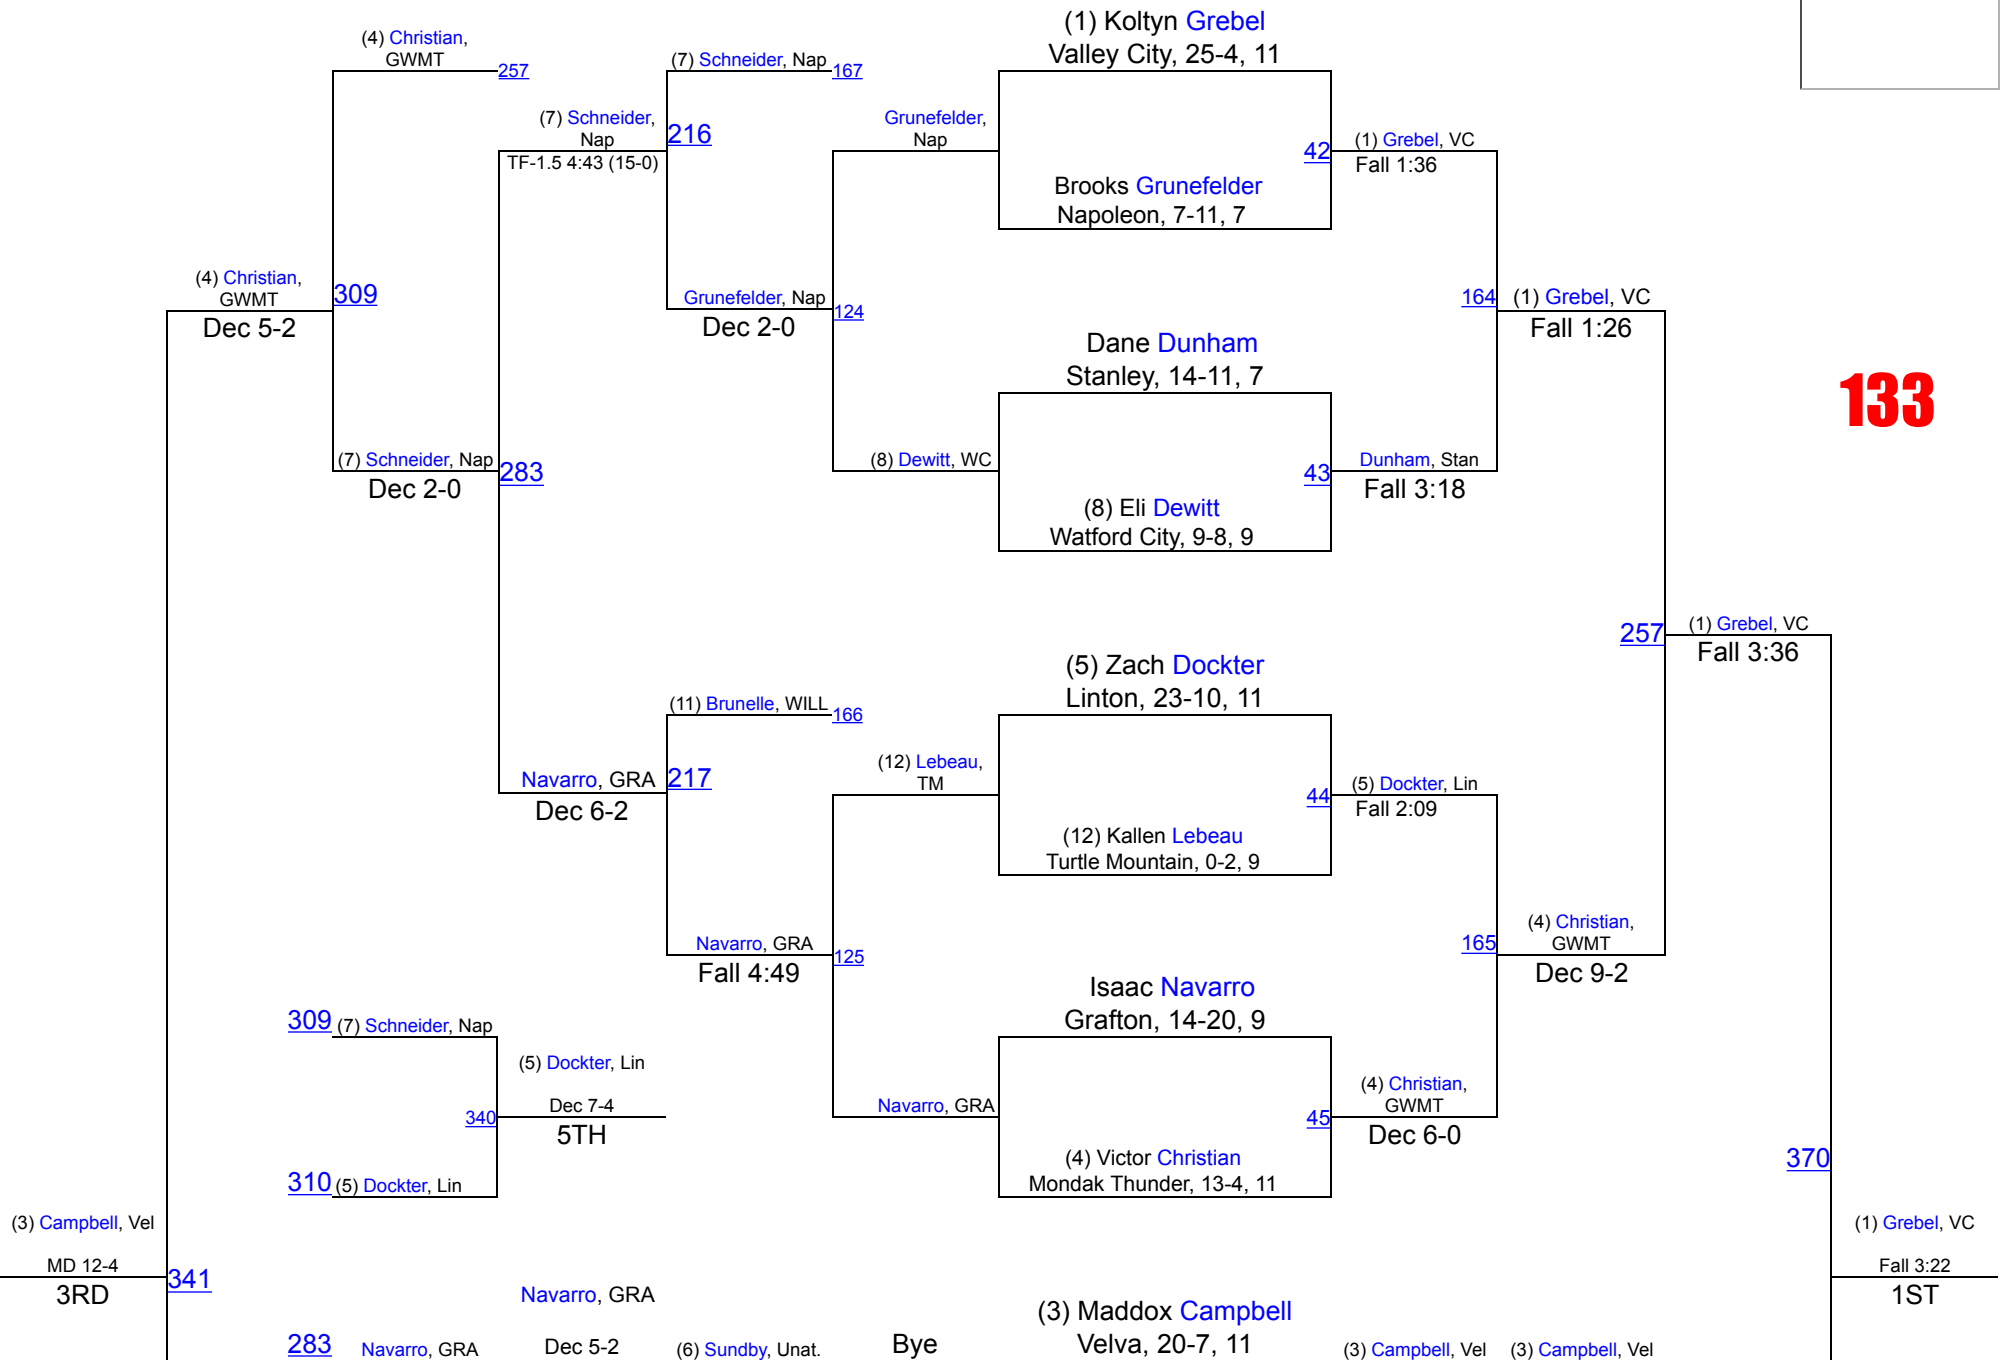 (1) Koltyn Grebel
Valley City, 25-4, 11
(4) Christian,
GWMT
257
(7) Schneider, Nap
167
(7) Schneider,
Nap
216
TF-1.5 4:43 (15-0)
Grunefelder,
Nap
42
(1) Grebel, VC
Fall 1:36
Brooks Grunefelder
Napoleon, 7-11, 7
(4) Christian,
GWMT
309
Dec 5-2
Grunefelder, Nap
124
Dec 2-0
164
(1) Grebel, VC
Fall 1:26
Dane Dunham
Stanley, 14-11, 7
133
(7) Schneider, Nap
283
Dec 2-0
(8) Dewitt, WC
43
Dunham, Stan
Fall 3:18
(8) Eli Dewitt
Watford City, 9-8, 9
257
(1) Grebel, VC
Fall 3:36
(5) Zach Dockter
Linton, 23-10, 11
(11) Brunelle, WILL
166
Navarro, GRA
217
Dec 6-2
(12) Lebeau,
TM
44
(5) Dockter, Lin
Fall 2:09
(12) Kallen Lebeau
Turtle Mountain, 0-2, 9
Navarro, GRA
125
Fall 4:49
165
(4) Christian,
GWMT
Dec 9-2
Isaac Navarro
Grafton, 14-20, 9
309
(7) Schneider, Nap
(5) Dockter, Lin
340
Dec 7-4
5TH
Navarro, GRA
45
(4) Christian,
GWMT
Dec 6-0
(4) Victor Christian
Mondak Thunder, 13-4, 11
310
(5) Dockter, Lin
370
(3) Campbell, Vel
MD 12-4
3RD
341
(1) Grebel, VC
Fall 3:22
1ST
Navarro, GRA
(3) Maddox Campbell
Velva, 20-7, 11
283
Navarro, GRA
Dec 5-2
(6) Sundby, Unat.
Bye
(3) Campbell, Vel
(3) Campbell, Vel